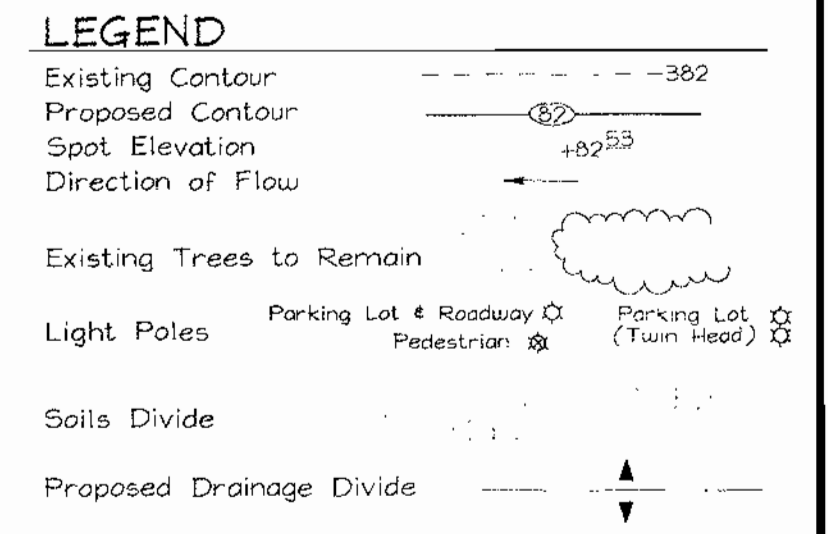 LEGEND
Existing Contour -382
Proposed Contour 82
Spot Elevation +82 53
Direction of Flow
Existing Trees to Remain
Light Poles Parking Lot & Roadway Parking Lot
Pedestrian (Twin Head)
Soils Divide
Proposed Drainage Divide